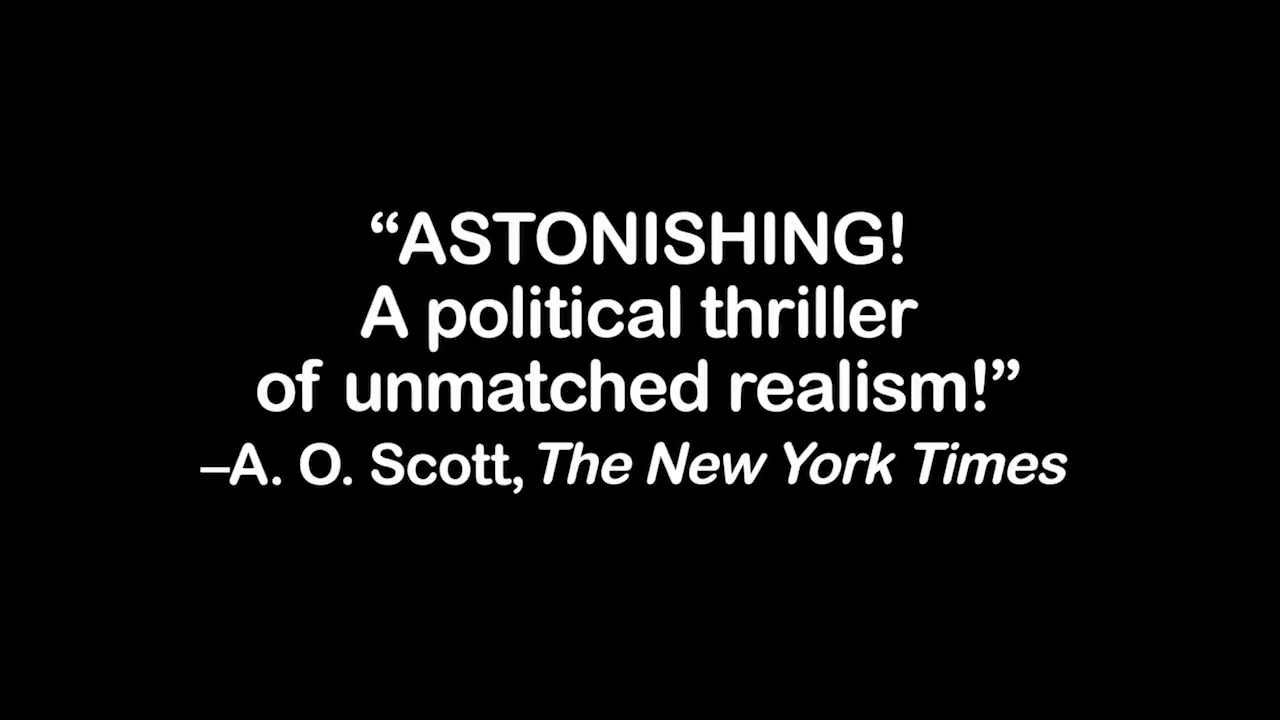 “ASTONISHING!
A political thriller
of unmatched realism!”
–A. O. Scott, The New York Times